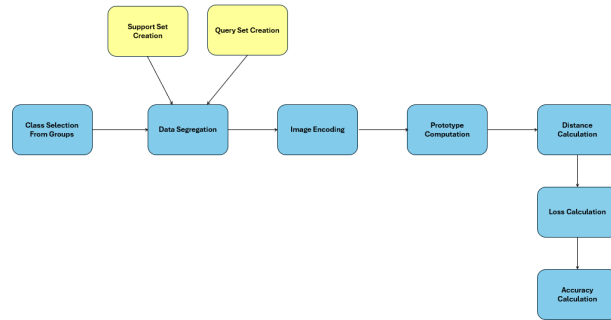 Support Set
Creation
Query Set Creation
Class Selection
From Groups
Data Segregation
Image Encoding
Prototype
Computation
Distance
Calculation
Loss Calculation
Accuracy
Calculation